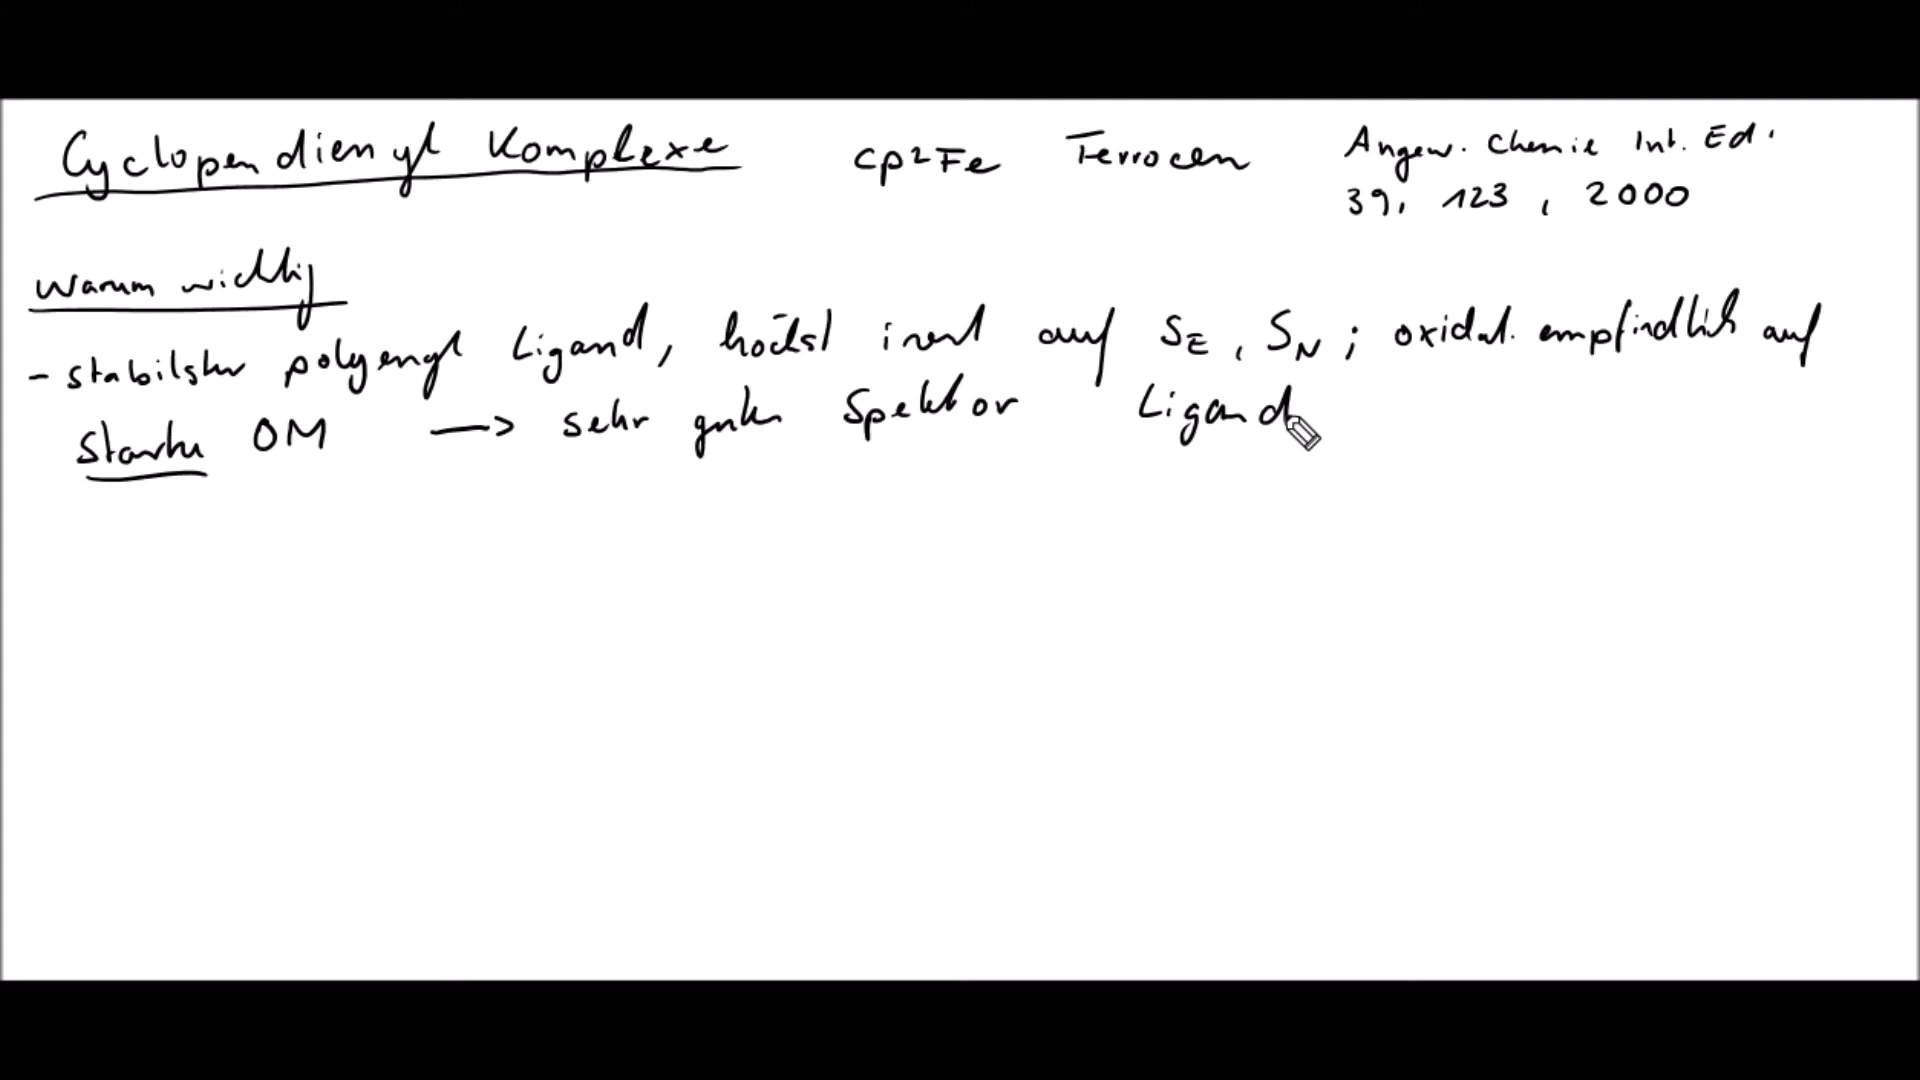 Cyclopendienyl Komplexe cp2Fe Ferrocen Angew. Chemie Int. Ed.
39, 123, 2000
Warum wichtig
- stabilster polyenyl Ligand, höchst inert auf SE, SN; oxidat. empfindlich auf
starke OM → sehr guter Spektator Ligand